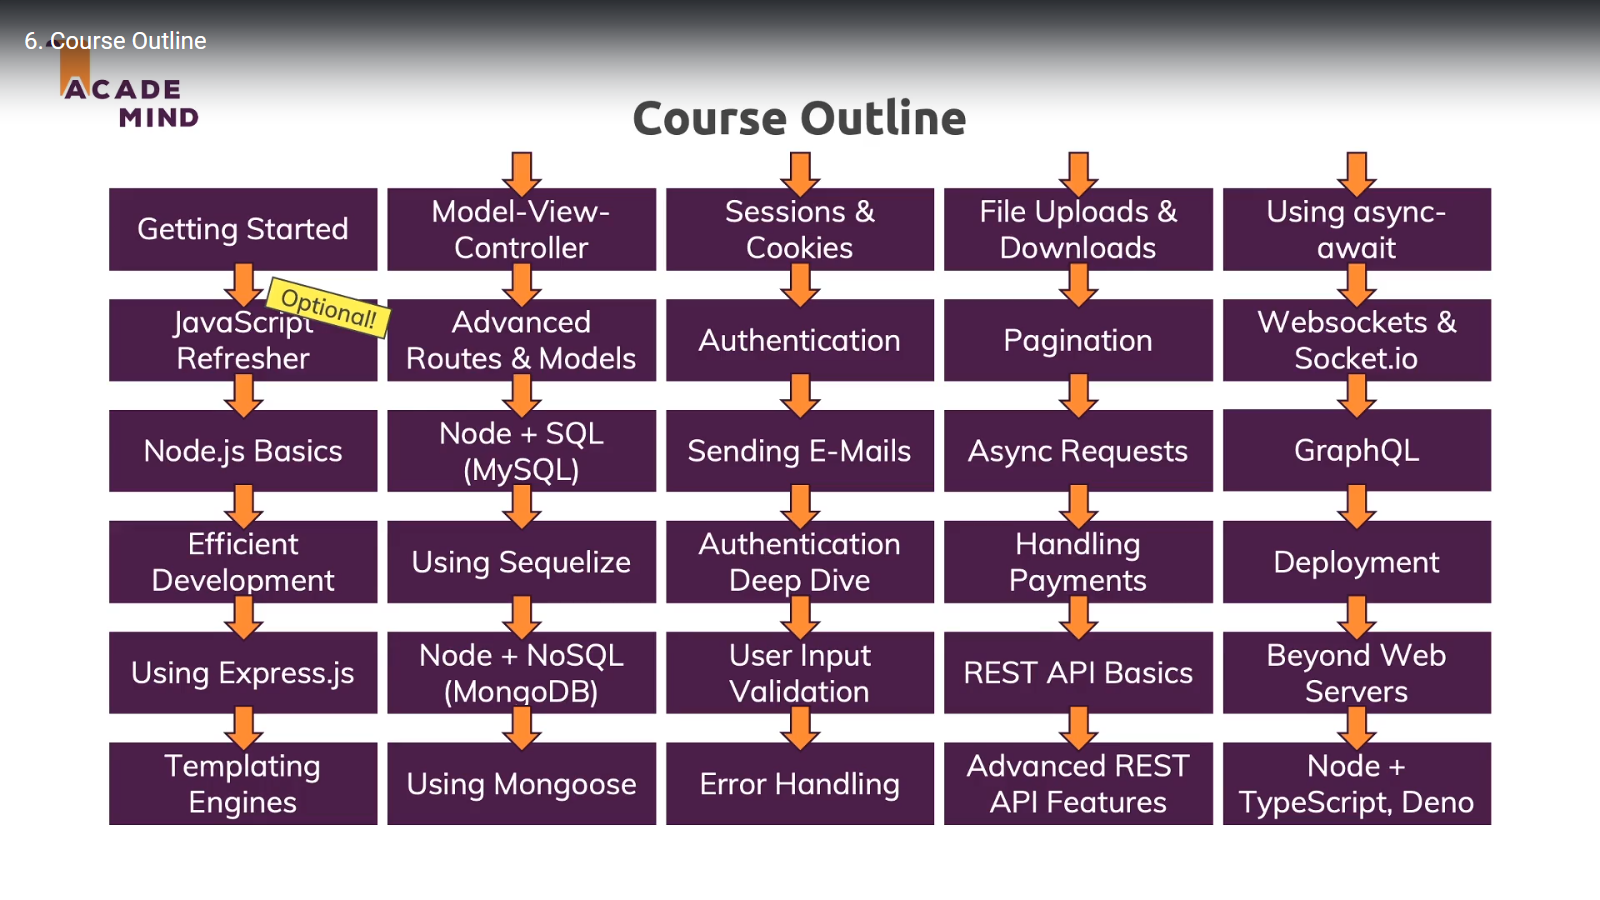 6. Course Outline
ACADE
MIND
Course Outline
Getting Started
Optional!
JavaScript
Refresher
Node.js Basics
Efficient
Development
Using Express.js
Templating
Engines
Model-View-
Controller
Advanced
Routes & Models
Node + SQL
(MySQL)
Using Sequelize
Node + NoSQL
(MongoDB)
Using Mongoose
Sessions &
Cookies
Authentication
Sending E-Mails
Authentication
Deep Dive
User Input
Validation
Error Handling
File Uploads &
Downloads
Pagination
Async Requests
Handling
Payments
REST API Basics
Advanced REST
API Features
Using async-
await
Websockets &
Socket.io
GraphQL
Deployment
Beyond Web
Servers
Node +
TypeScript, Deno